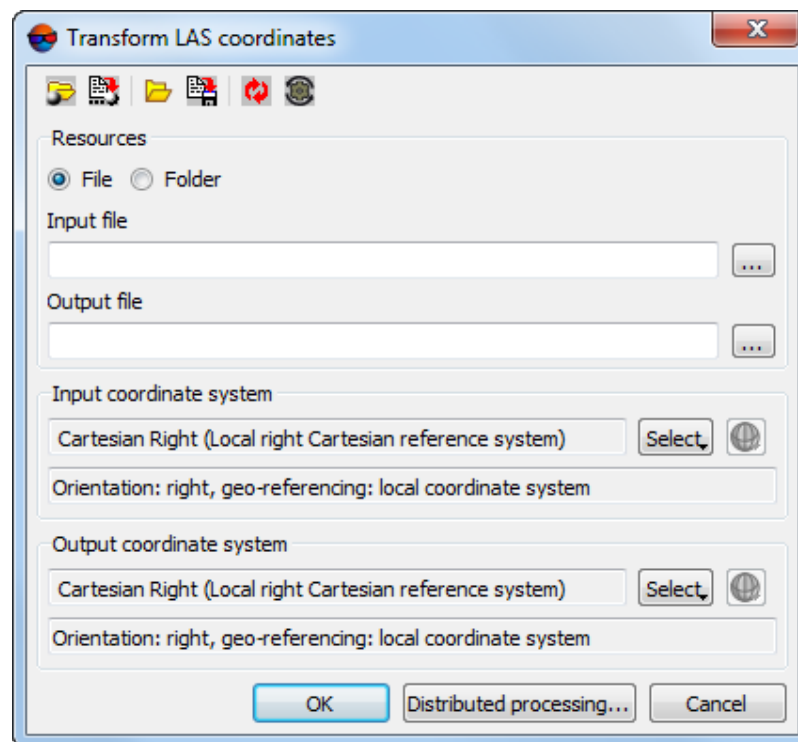 Transform LAS coordinates
Resources
File Folder
Input file
...
Output file
...
Input coordinate system
Cartesian Right (Local right Cartesian reference system) Select
Orientation: right, geo-referencing: local coordinate system
Output coordinate system
Cartesian Right (Local right Cartesian reference system) Select
Orientation: right, geo-referencing: local coordinate system
OK Distributed processing... Cancel